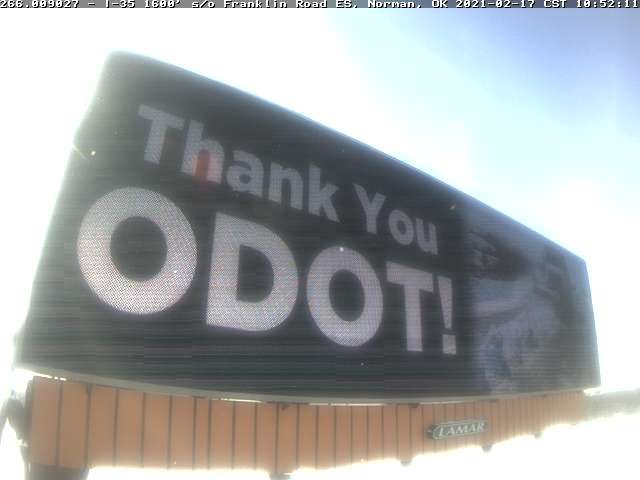 266.009027 - I-35 1600' s/o Franklin Road ES, Norman, OK 2021-02-17 CST 10:52:11
Thank You
ODOT!
LAMAR